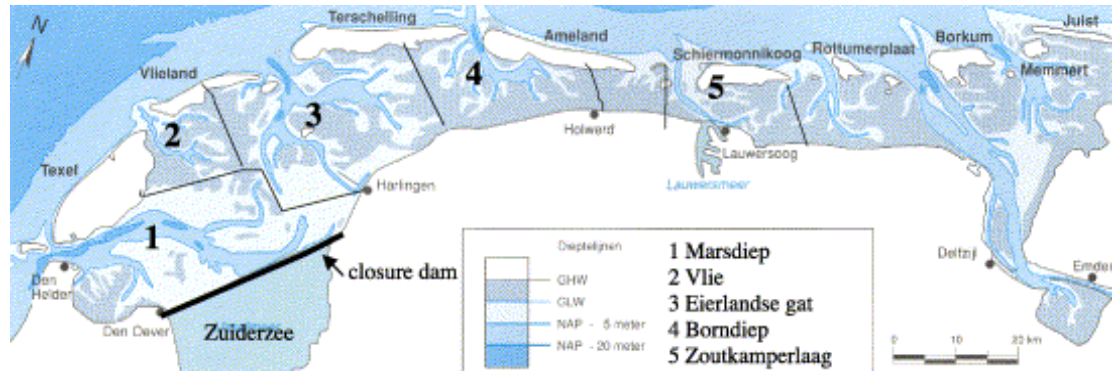 N
Terschelling
Ameland
Juist
Borkum
Rottumerplaat
Schiermonnikoog
Memmert
Vlieland
4
5
3
2
Texel
Holwerd
Lauwersoog
Lauwersmeer
Harlingen
1
closure dam
Den Helder
Den Oever
Zuiderzee
Delfzijl
Emden
Dieptelijnen
GHW
GLW
NAP - 5 meter
NAP - 20 meter
1 Marsdiep
2 Vlie
3 Eierlandse gat
4 Borndiep
5 Zoutkamperlaag
0 10 20 km